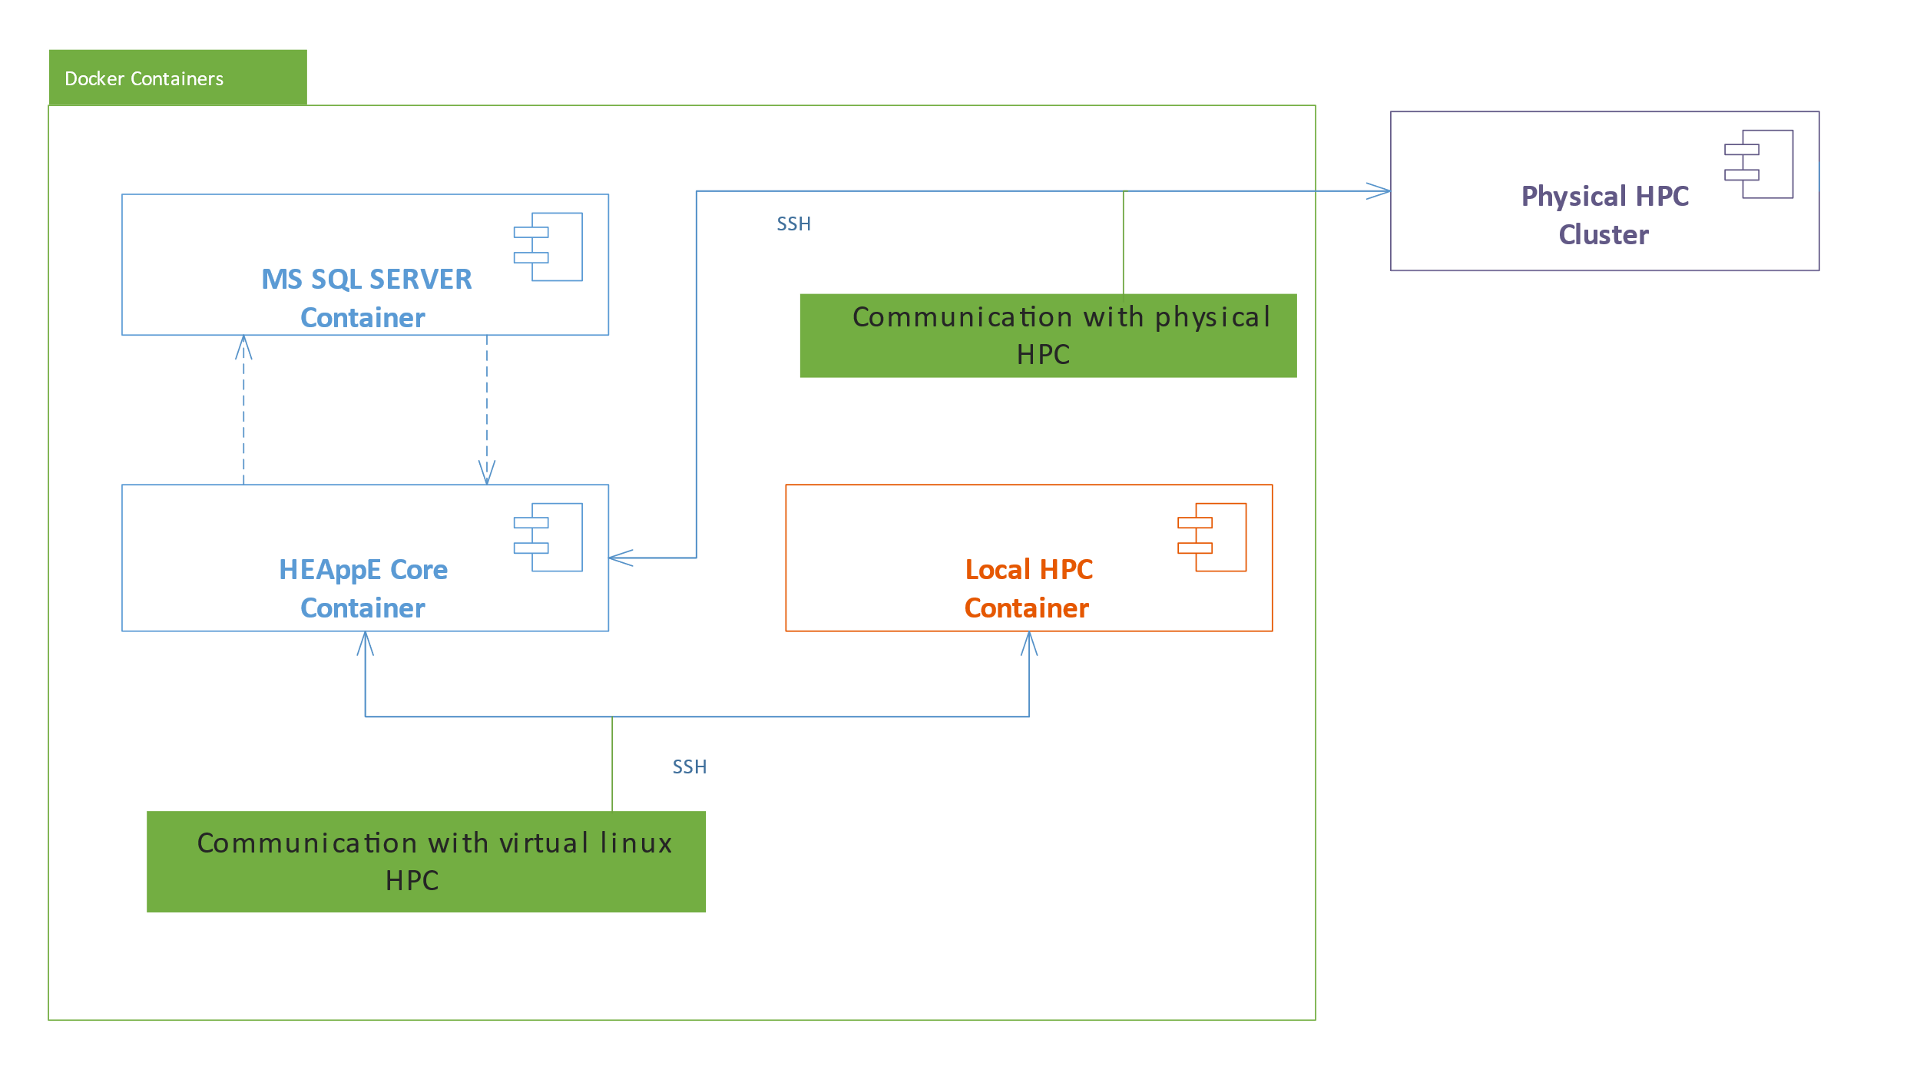 Docker Containers
Physical HPC
Cluster
SSH
MS SQL SERVER
Container
Communication with physical
HPC
HEAppE Core
Container
Local HPC
Container
SSH
Communication with virtual linux
HPC